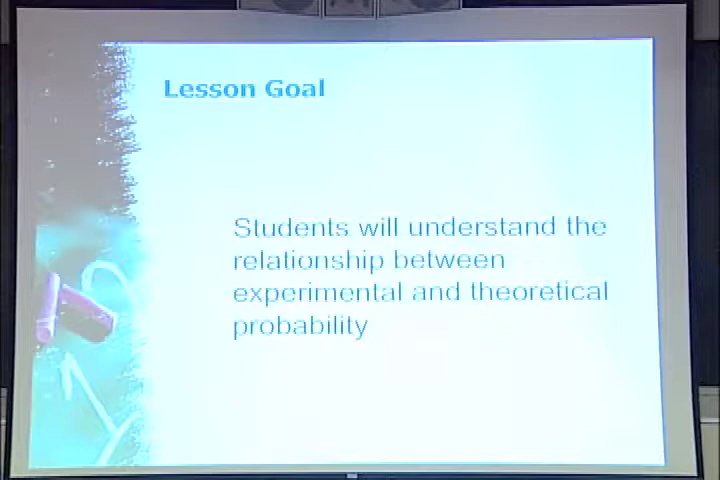 Lesson Goal
Students will understand the
relationship between
experimental and theoretical
probability